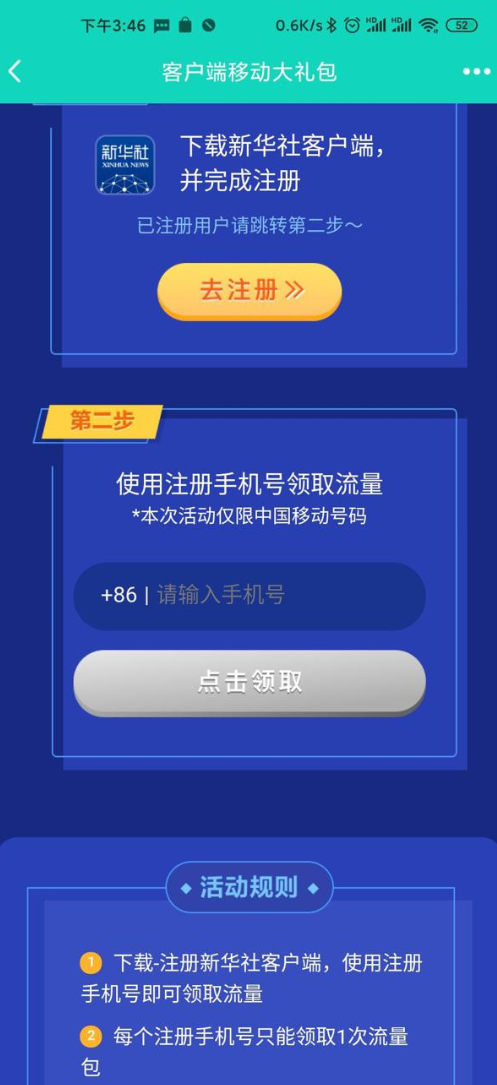 下午3:46
0.6K/s
HD
HD
52
客户端移动大礼包
新华社
XINHUA NEWS
下载新华社客户端，
并完成注册
已注册用户请跳转第二步～
去注册
第二步
使用注册手机号领取流量
*本次活动仅限中国移动号码
+86 | 请输入手机号
点击领取
活动规则
1 下载-注册新华社客户端，使用注册
手机号即可领取流量
2 每个注册手机号只能领取1次流量
包